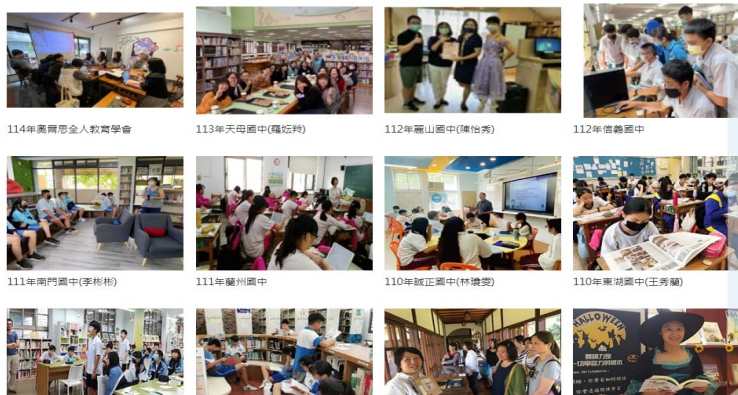 114年奧爾思全人教育學會
113年天母國中(羅妘羚)
112年麗山國中(陳怡秀)
112年信義國中
111年南門國中(李彬彬)
111年蘭州國中
110年誠正國中(林瓊雯)
110年東湖國中(王秀蘭)
HALLOWEEN